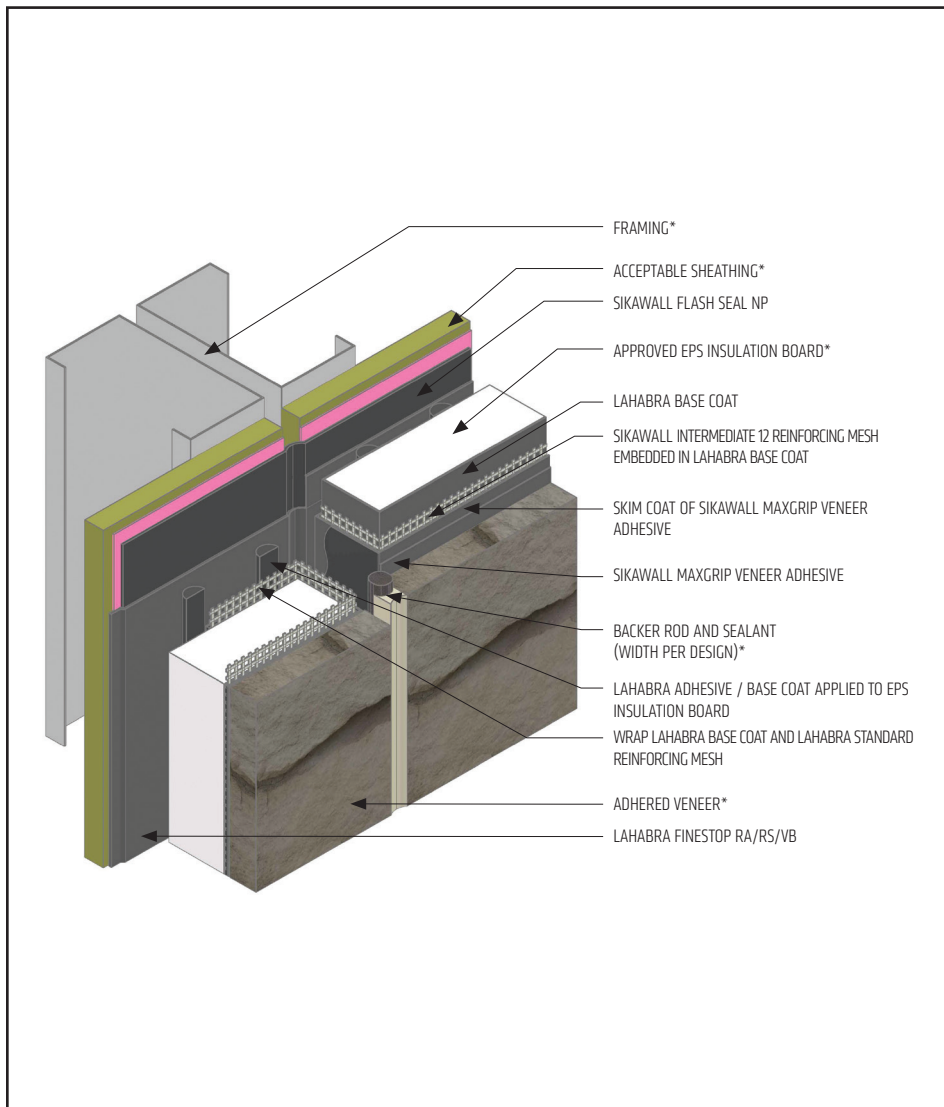 FRAMING*
ACCEPTABLE SHEATHING*
SIKAWALL FLASH SEAL NP
APPROVED EPS INSULATION BOARD*
LAHABRA BASE COAT
SIKAWALL INTERMEDIATE 12 REINFORCING MESH
EMBEDDED IN LAHABRA BASE COAT
SKIM COAT OF SIKAWALL MAXGRIP VENEER
ADHESIVE
SIKAWALL MAXGRIP VENEER ADHESIVE
BACKER ROD AND SEALANT
(WIDTH PER DESIGN)*
LAHABRA ADHESIVE / BASE COAT APPLIED TO EPS
INSULATION BOARD
WRAP LAHABRA BASE COAT AND LAHABRA STANDARD
REINFORCING MESH
ADHERED VENEER*
LAHABRA FINESTOP RA/RS/VB